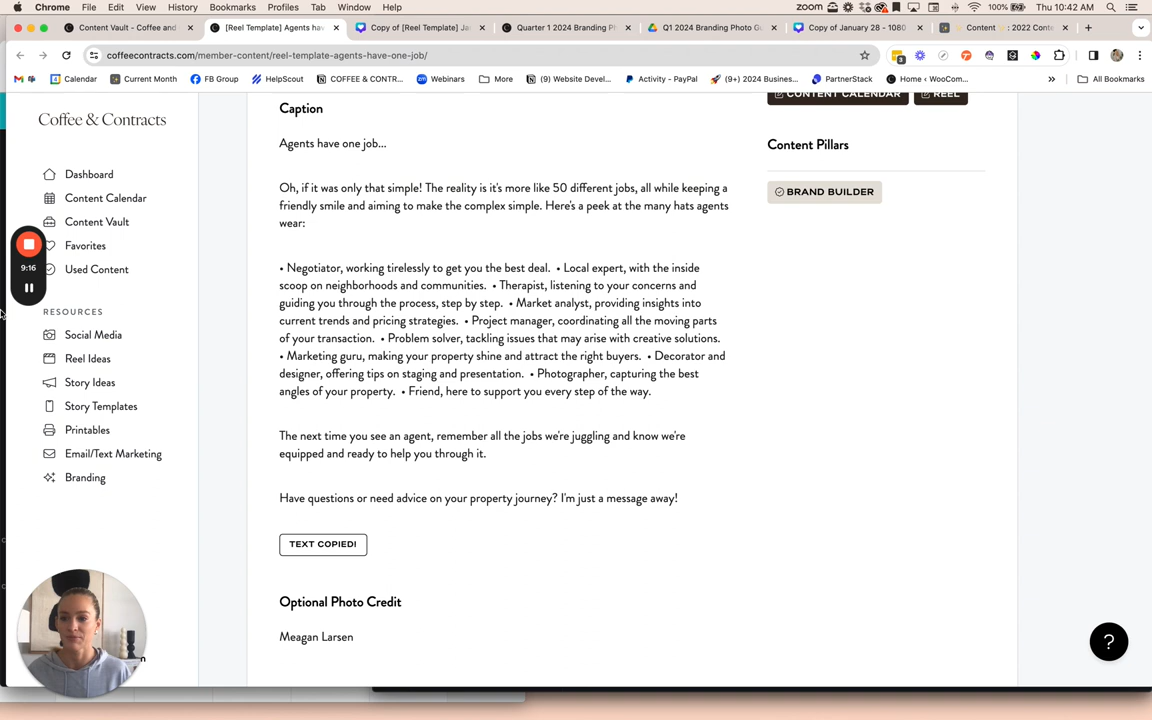 Chrome File Edit View History Bookmarks Profiles Tab Window Help zoom 100% Thu 10:42 AM
Content Vault - Coffee and
[Reel Template] Agents hav
Copy of [Reel Template] Ja
Quarter 1 2024 Branding Ph
Q1 2024 Branding Photo G
Copy of January 28 - 1080
Content : 2022 Conte
coffeecontracts.com/member-content/reel-template-agents-have-one-job/
Calendar Current Month FB Group HelpScout COFFEE & CONTR... Webinars More (9) Website Devel... Activity - PayPal (9+) 2024 Busines... PartnerStack Home ‹ WooCom... » All Bookmarks
Coffee & Contracts
Dashboard
Content Calendar
Content Vault
Favorites
Used Content
9:16
RESOURCES
Social Media
Reel Ideas
Story Ideas
Story Templates
Printables
Email/Text Marketing
Branding
Caption
Agents have one job...
Oh, if it was only that simple! The reality is it's more like 50 different jobs, all while keeping a
friendly smile and aiming to make the complex simple. Here's a peek at the many hats agents
wear:
• Negotiator, working tirelessly to get you the best deal. • Local expert, with the inside
scoop on neighborhoods and communities. • Therapist, listening to your concerns and
guiding you through the process, step by step. • Market analyst, providing insights into
current trends and pricing strategies. • Project manager, coordinating all the moving parts
of your transaction. • Problem solver, tackling issues that may arise with creative solutions.
• Marketing guru, making your property shine and attract the right buyers. • Decorator and
designer, offering tips on staging and presentation. • Photographer, capturing the best
angles of your property. • Friend, here to support you every step of the way.
The next time you see an agent, remember all the jobs we're juggling and know we're
equipped and ready to help you through it.
Have questions or need advice on your property journey? I'm just a message away!
TEXT COPIED!
Optional Photo Credit
Meagan Larsen
CONTENT CALENDAR
REEL
Content Pillars
BRAND BUILDER
?